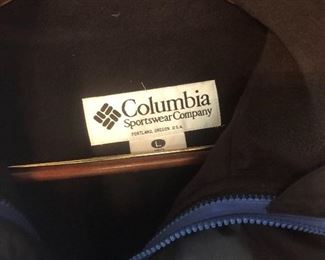 Columbia
Sportswear Company
PORTLAND, OREGON U.S.A.
L